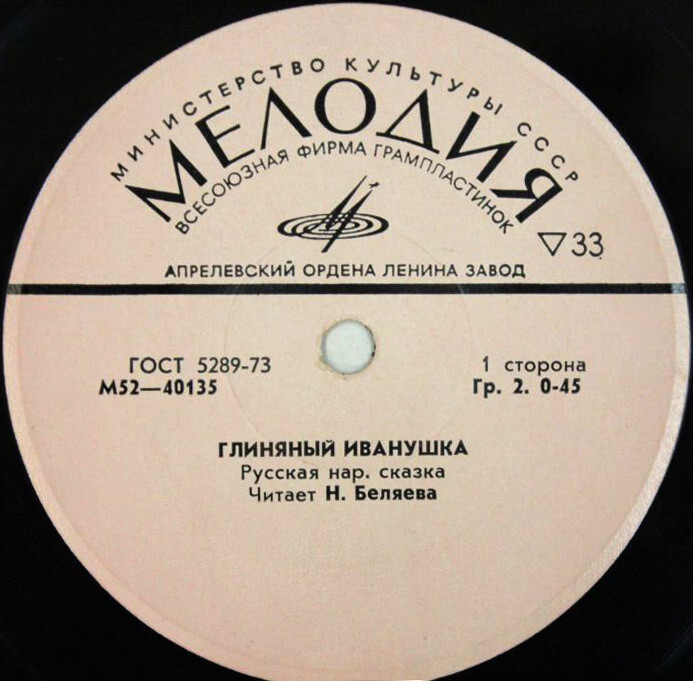 МИНИСТЕРСТВО КУЛЬТУРЫ СССР
МЕЛОДИЯ
ВСЕСОЮЗНАЯ ФИРМА ГРАМПЛАСТИНОК
▽33
АПРЕЛЕВСКИЙ ОРДЕНА ЛЕНИНА ЗАВОД
ГОСТ 5289-73
М52—40135
1 сторона
Гр. 2. 0-45
ГЛИНЯНЫЙ ИВАНУШКА
Русская нар. сказка
Читает Н. Беляева